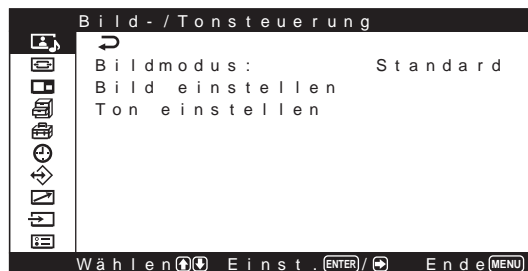 Bild-/Tonsteuerung
Bildmodus: Standard
Bild einstellen
Ton einstellen
Wählen Einst. ENTER/ Ende MENU